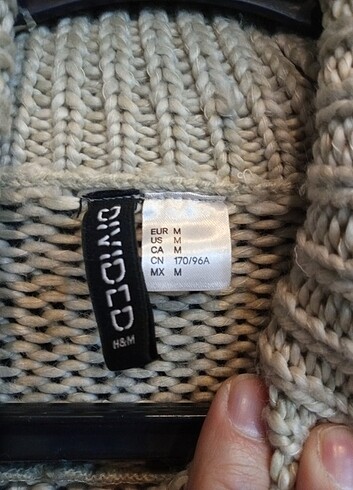 DIVIDED
H&M
EUR M
US M
CA M
CN 170/96A
MX M